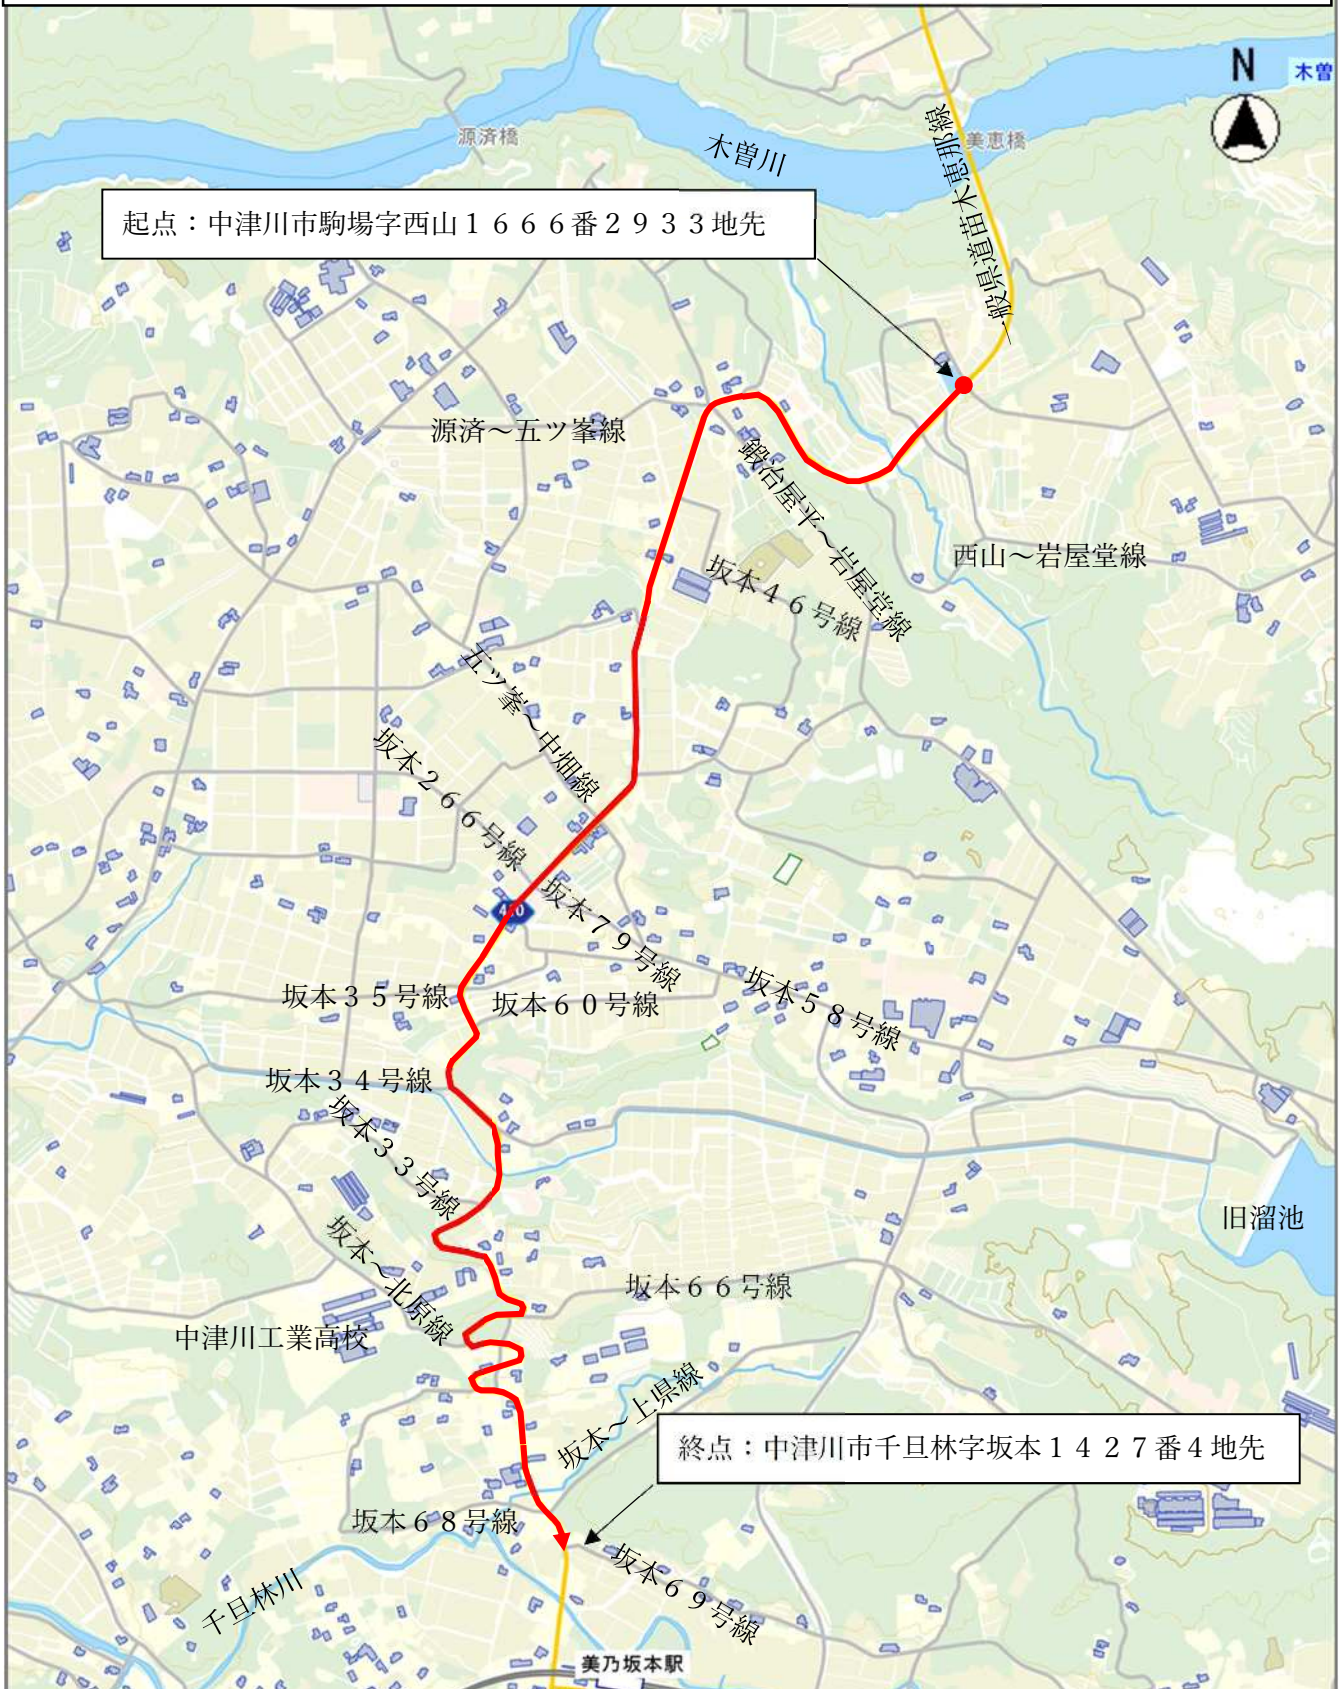 N
木曽
源済橋
木曽川
美恵橋
一般県道苗木恵那線
起点：中津川市駒場字西山１６６６番２９３３地先
源済～五ツ峯線
鍛冶屋平～岩屋堂線
西山～岩屋堂線
坂本４６号線
五ツ峯～中畑線
坂本２６６号線
坂本７９号線
坂本３５号線
坂本６０号線
坂本５８号線
坂本３４号線
坂本３３号線
旧溜池
坂本～北原線
坂本６６号線
中津川工業高校
坂本～上県線
終点：中津川市千旦林字坂本１４２７番４地先
坂本６８号線
坂本６９号線
千旦林川
美乃坂本駅